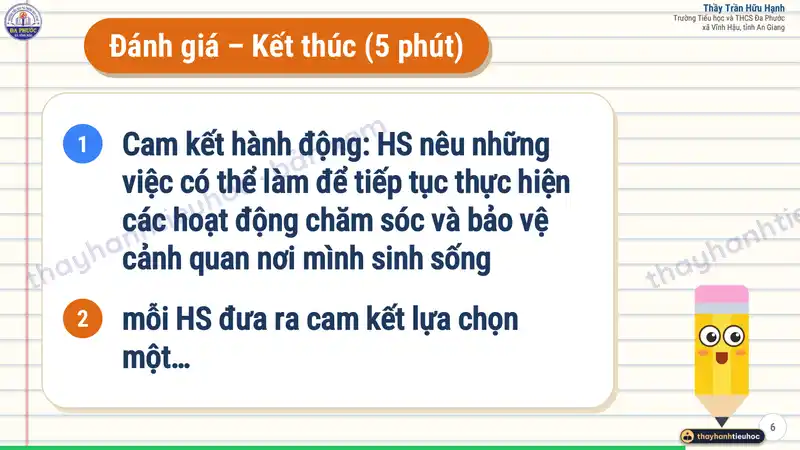 Thầy Trần Hữu Hạnh
Trường Tiểu học và THCS Đa Phước
xã Vĩnh Hậu, tỉnh An Giang
ĐA PHƯỚC
Đánh giá – Kết thúc (5 phút)
1
Cam kết hành động: HS nêu những
việc có thể làm để tiếp tục thực hiện
các hoạt động chăm sóc và bảo vệ
cảnh quan nơi mình sinh sống
2
mỗi HS đưa ra cam kết lựa chọn
một…
thayhanhtieuhoc
6